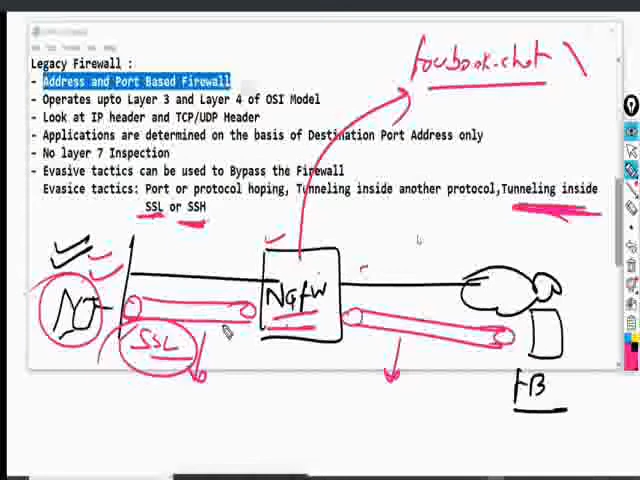 facebook-chat
Legacy Firewall :
- Address and Port Based Firewall
- Operates upto Layer 3 and Layer 4 of OSI Model
- Look at IP header and TCP/UDP Header
- Applications are determined on the basis of Destination Port Address only
- No layer 7 Inspection
- Evasive tactics can be used to Bypass the Firewall
Evasice tactics: Port or protocol hoping, Tunneling inside another protocol,Tunneling inside
SSL or SSH
NGFW
SSL
FB